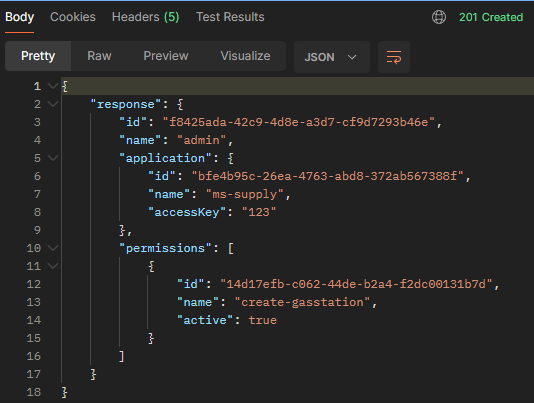 Body Cookies Headers (5) Test Results 201 Created
Pretty Raw Preview Visualize JSON
1 {
2 "response": {
3 "id": "f8425ada-42c9-4d8e-a3d7-cf9d7293b46e",
4 "name": "admin",
5 "application": {
6 "id": "bfe4b95c-26ea-4763-abd8-372ab567388f",
7 "name": "ms-supply",
8 "accessKey": "123"
9 },
10 "permissions": [
11 {
12 "id": "14d17efb-c062-44de-b2a4-f2dc00131b7d",
13 "name": "create-gasstation",
14 "active": true
15 }
16 ]
17 }
18 }